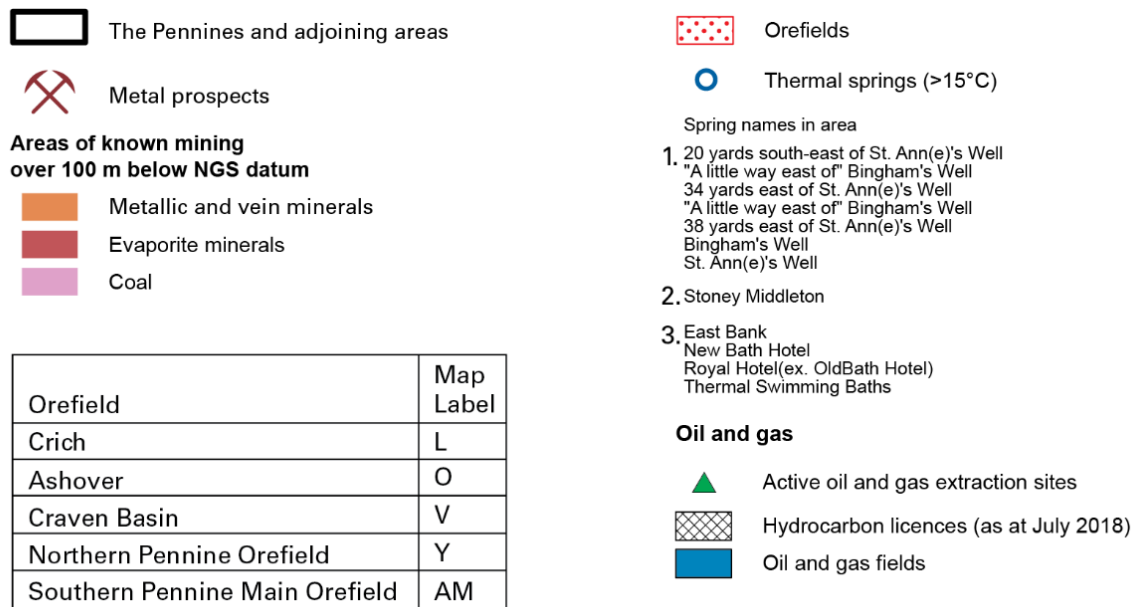 The Pennines and adjoining areas
Metal prospects
Areas of known mining
over 100 m below NGS datum
Metallic and vein minerals
Evaporite minerals
Coal
Orefield Map Label
Crich L
Ashover O
Craven Basin V
Northern Pennine Orefield Y
Southern Pennine Main Orefield AM
Orefields
Thermal springs (>15°C)
Spring names in area
1. 20 yards south-east of St. Ann(e)'s Well
"A little way east of" Bingham's Well
34 yards east of St. Ann(e)'s Well
"A little way east of" Bingham's Well
38 yards east of St. Ann(e)'s Well
Bingham's Well
St. Ann(e)'s Well
2. Stoney Middleton
3. East Bank
New Bath Hotel
Royal Hotel(ex. OldBath Hotel)
Thermal Swimming Baths
Oil and gas
Active oil and gas extraction sites
Hydrocarbon licences (as at July 2018)
Oil and gas fields